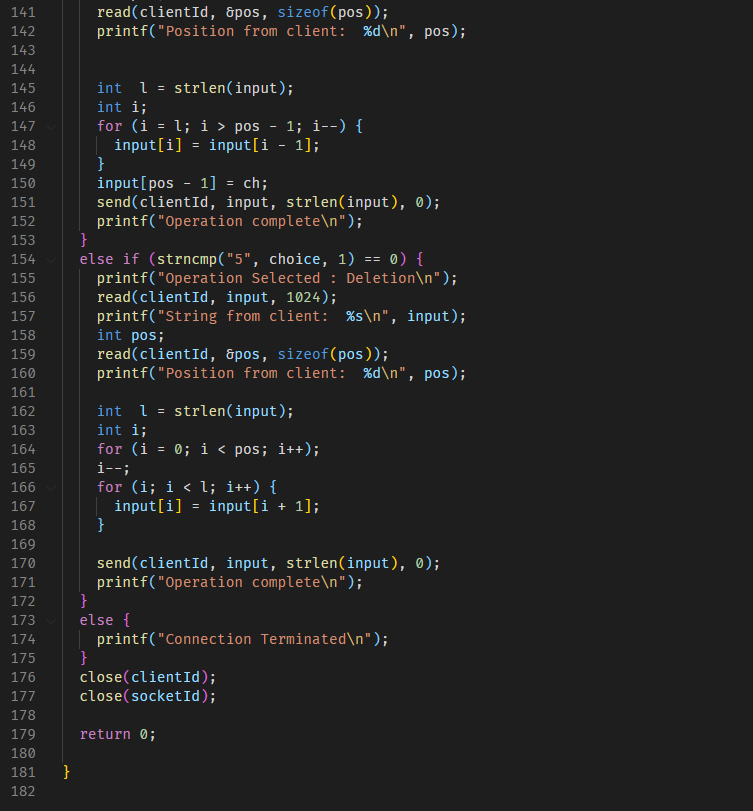 141 read(clientId, &pos, sizeof(pos));
142 printf("Position from client:  %d\n", pos);
143
144
145 int  l = strlen(input);
146 int i;
147 for (i = l; i > pos - 1; i--) {
148 input[i] = input[i - 1];
149 }
150 input[pos - 1] = ch;
151 send(clientId, input, strlen(input), 0);
152 printf("Operation complete\n");
153 }
154 else if (strncmp("5", choice, 1) == 0) {
155 printf("Operation Selected : Deletion\n");
156 read(clientId, input, 1024);
157 printf("String from client:  %s\n", input);
158 int pos;
159 read(clientId, &pos, sizeof(pos));
160 printf("Position from client:  %d\n", pos);
161
162 int  l = strlen(input);
163 int i;
164 for (i = 0; i < pos; i++);
165 i--;
166 for (i; i < l; i++) {
167 input[i] = input[i + 1];
168 }
169
170 send(clientId, input, strlen(input), 0);
171 printf("Operation complete\n");
172 }
173 else {
174 printf("Connection Terminated\n");
175 }
176 close(clientId);
177 close(socketId);
178
179 return 0;
180
181 }
182